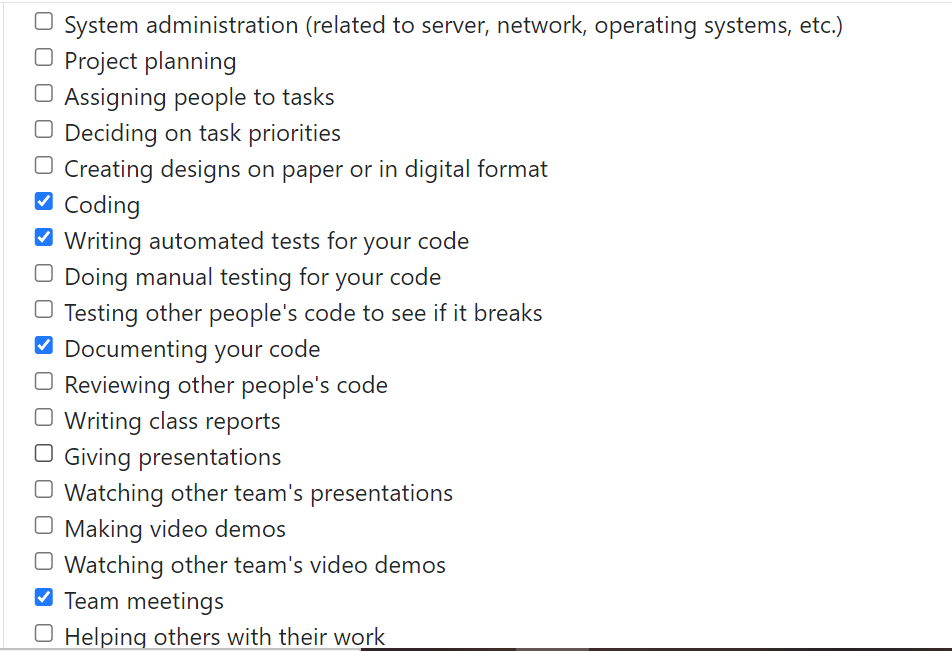 System administration (related to server, network, operating systems, etc.)
Project planning
Assigning people to tasks
Deciding on task priorities
Creating designs on paper or in digital format
Coding
Writing automated tests for your code
Doing manual testing for your code
Testing other people's code to see if it breaks
Documenting your code
Reviewing other people's code
Writing class reports
Giving presentations
Watching other team's presentations
Making video demos
Watching other team's video demos
Team meetings
Helping others with their work